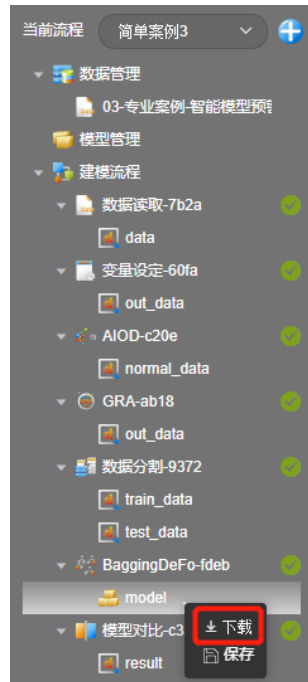 当前流程 简单案例3
数据管理
03-专业案例-智能模型预
模型管理
建模流程
数据读取-7b2a
data
变量设定-60fa
out_data
AIOD-c20e
normal_data
GRA-ab18
out_data
数据分割-9372
train_data
test_data
BaggingDeFo-fdeb
model
下载
模型对比-c3
保存
result